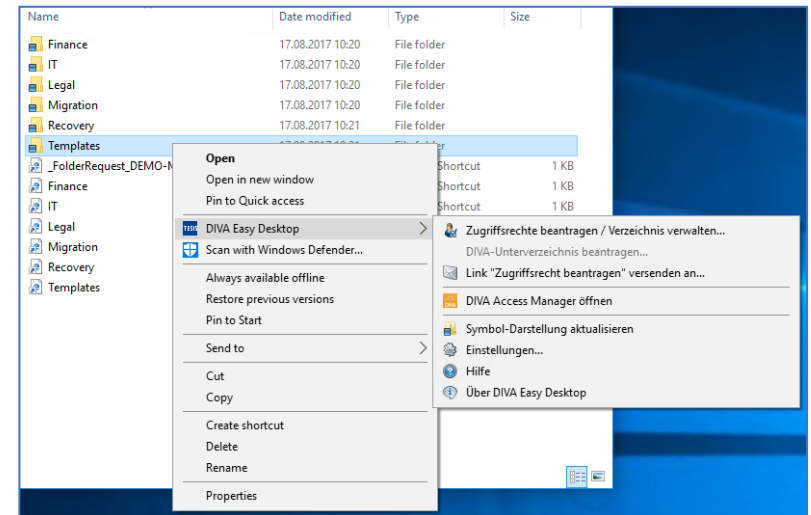 Name Date modified Type Size
Finance 17.08.2017 10:20 File folder
IT 17.08.2017 10:20 File folder
Legal 17.08.2017 10:20 File folder
Migration 17.08.2017 10:20 File folder
Recovery 17.08.2017 10:21 File folder
Templates
_FolderRequest_DEMO-M Shortcut 1 KB
Finance Shortcut 1 KB
IT Shortcut 1 KB
Legal
Migration
Recovery
Templates
Open
Open in new window
Pin to Quick access
TESIS DIVA Easy Desktop
Scan with Windows Defender...
Always available offline
Restore previous versions
Pin to Start
Send to
Cut
Copy
Create shortcut
Delete
Rename
Properties
Zugriffsrechte beantragen / Verzeichnis verwalten...
DIVA-Unterverzeichnis beantragen...
Link "Zugriffsrecht beantragen" versenden an...
DIVA Access Manager öffnen
Symbol-Darstellung aktualisieren
Einstellungen...
Hilfe
Über DIVA Easy Desktop